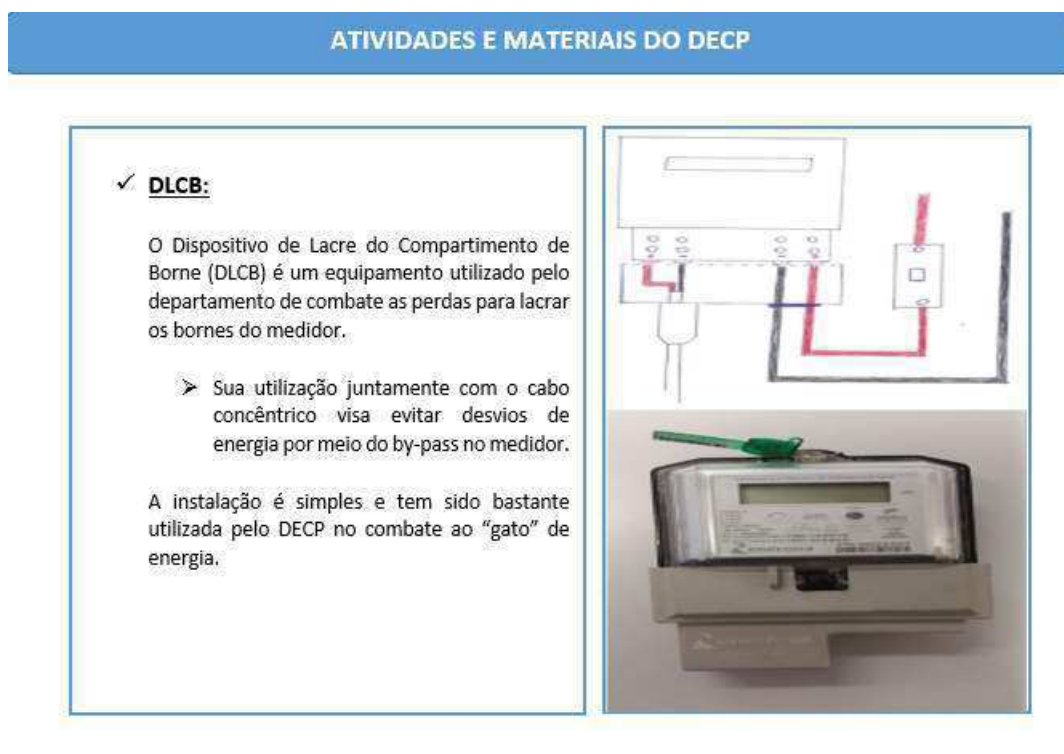 ATIVIDADES E MATERIAIS DO DECP
✓ DLCB:
O Dispositivo de Lacre do Compartimento de
Borne (DLCB) é um equipamento utilizado pelo
departamento de combate as perdas para lacrar
os bornes do medidor.
➢ Sua utilização juntamente com o cabo
concêntrico visa evitar desvios de
energia por meio do by-pass no medidor.
A instalação é simples e tem sido bastante
utilizada pelo DECP no combate ao “gato” de
energia.